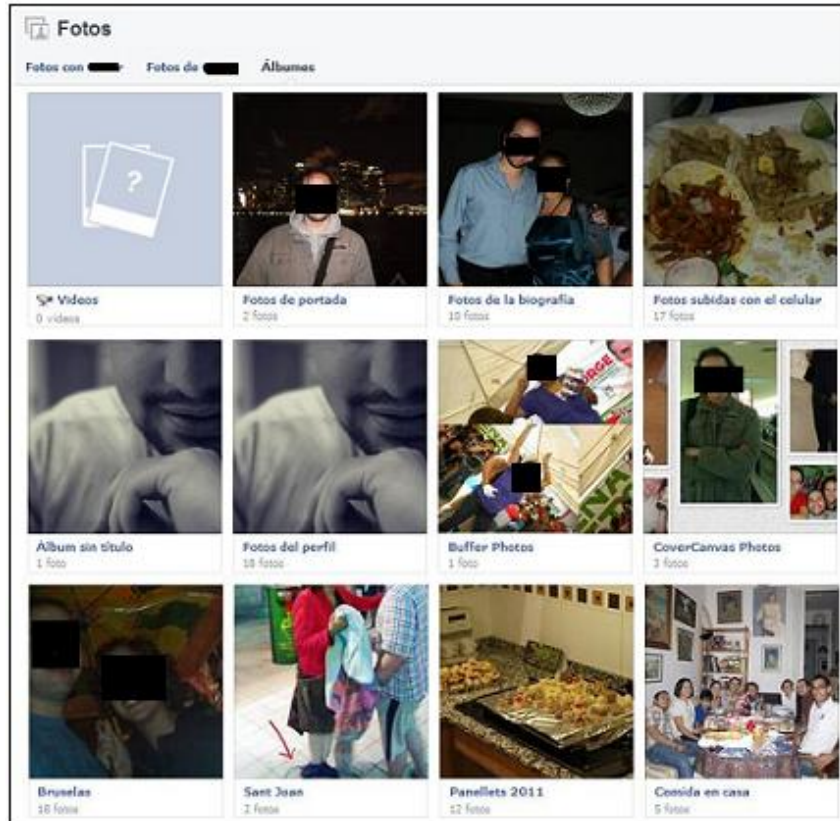 Fotos
Fotos con
Fotos de
Álbumes
Videos
0 videos
Fotos de portada
2 fotos
Fotos de la biografía
10 fotos
Fotos subidas con el celular
17 fotos
Álbum sin título
1 foto
Fotos del perfil
18 fotos
Buffer Photos
1 foto
CoverCanvas Photos
3 fotos
Bruselas
16 fotos
Sant Joan
2 fotos
Panellets 2011
12 fotos
Comida en casa
5 fotos